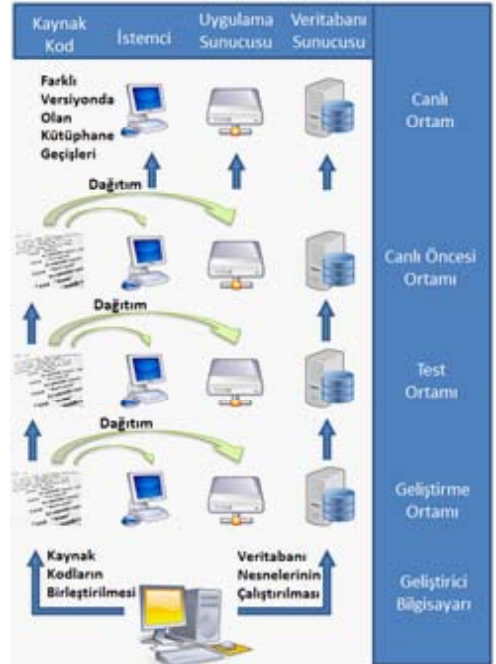 Kaynak
Kod
İstemci
Uygulama
Sunucusu
Veritabanı
Sunucusu
Farklı
Versiyonda
Olan
Kütüphane
Geçişleri
Canlı
Ortam
Dağıtım
Canlı Öncesi
Ortamı
Dağıtım
Test
Ortamı
Dağıtım
Geliştirme
Ortamı
Kaynak
Kodların
Birleştirilmesi
Veritabanı
Nesnelerinin
Çalıştırılması
Geliştirici
Bilgisayarı